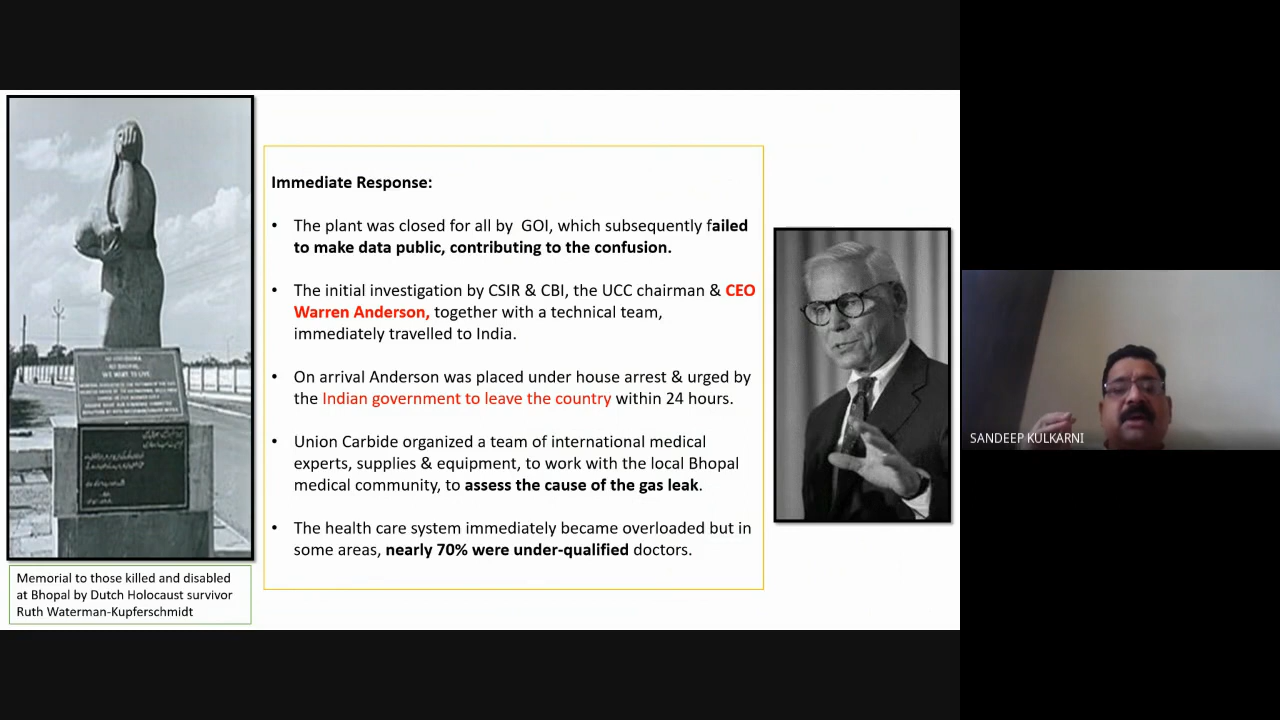 Immediate Response:
• The plant was closed for all by GOI, which subsequently failed
to make data public, contributing to the confusion.
• The initial investigation by CSIR & CBI, the UCC chairman & CEO
Warren Anderson, together with a technical team,
immediately travelled to India.
• On arrival Anderson was placed under house arrest & urged by
the Indian government to leave the country within 24 hours.
• Union Carbide organized a team of international medical
experts, supplies & equipment, to work with the local Bhopal
medical community, to assess the cause of the gas leak.
• The health care system immediately became overloaded but in
some areas, nearly 70% were under-qualified doctors.
WE WANT TO LIVE
Memorial to those killed and disabled
at Bhopal by Dutch Holocaust survivor
Ruth Waterman-Kupferschmidt
SANDEEP KULKARNI